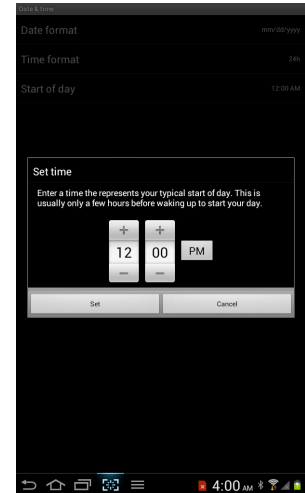 Date & time
Date format mm/dd/yyyy
Time format 24h
Start of day 12:00 AM
Set time
Enter a time the represents your typical start of day. This is
usually only a few hours before waking up to start your day.
+ +
12 00 PM
- -
Set Cancel
4:00 AM